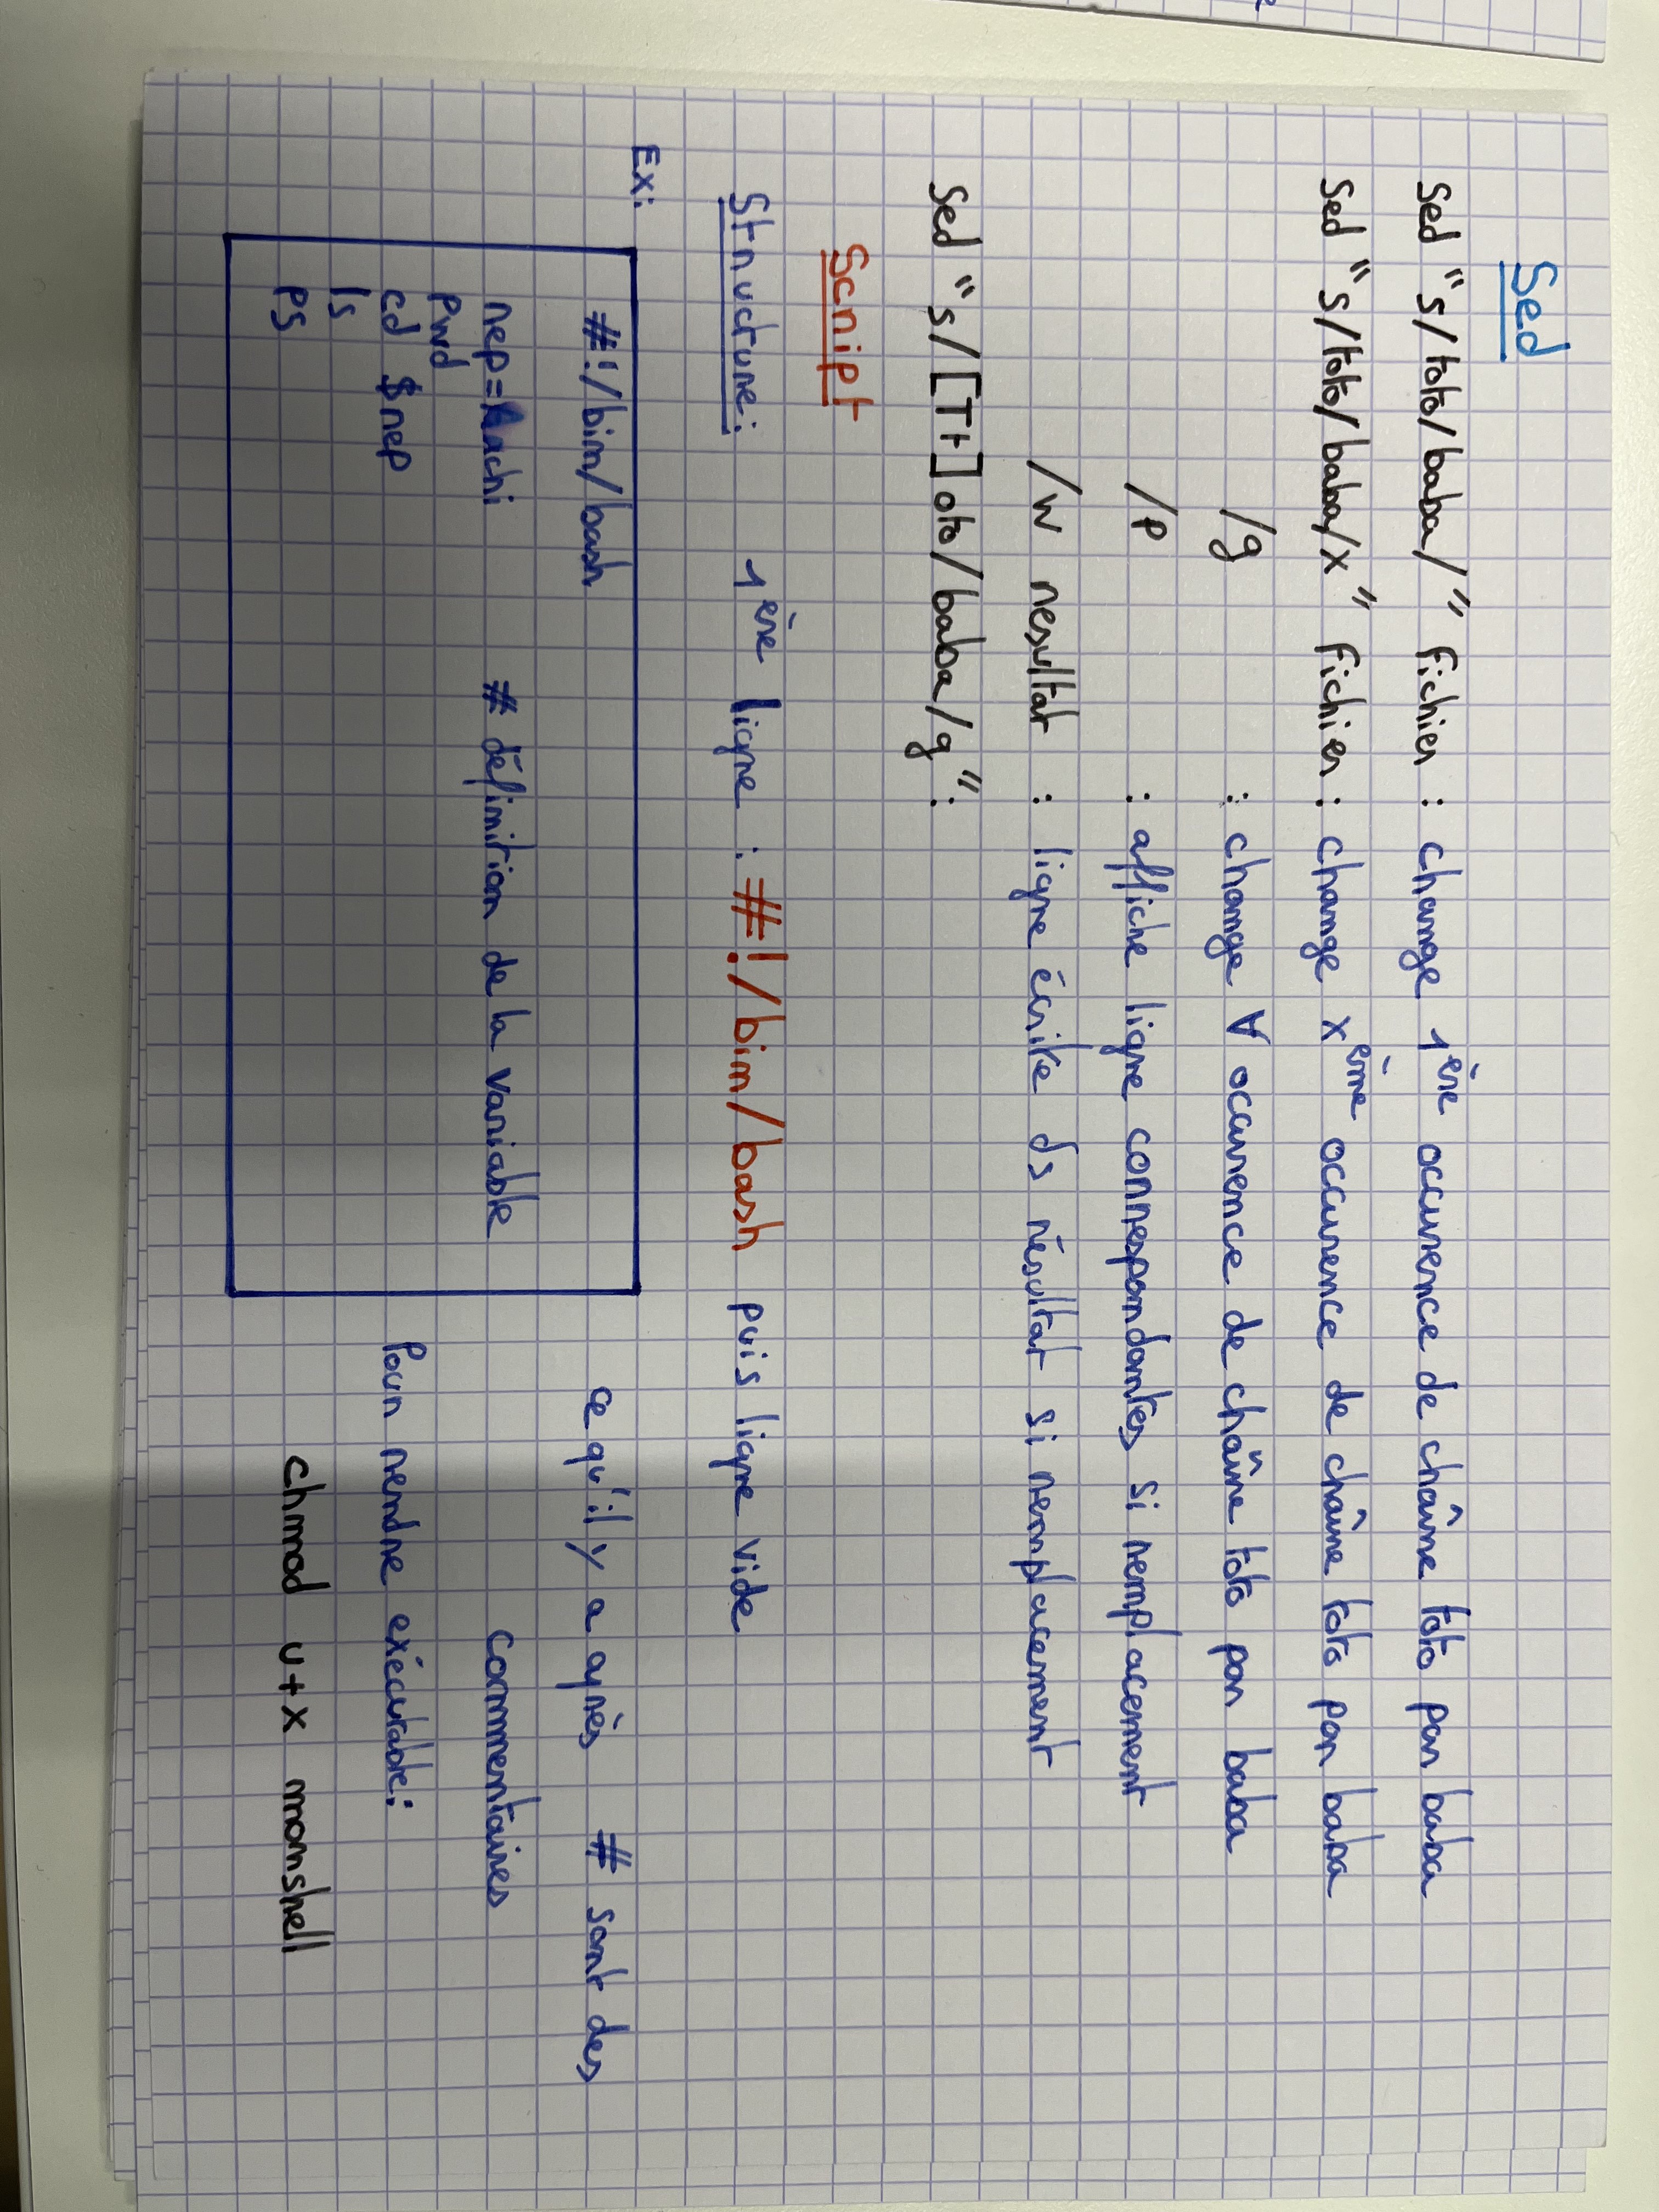 Sed
Sed "s/toto/baba/" fichier : change 1ère occurence de chaîne toto par baba
Sed "s/toto/baba/x" fichier : change xème occurence de chaîne toto par baba
/g : change ∀ occurence de chaîne toto par baba
/p : affiche ligne correspondantes si remplacement
/w resultat : ligne écrite ds résultat si remplacement
Sed "s/[Tt]oto/baba/g":
Script
Structure: 1ère ligne : #!/bin/bash puis ligne vide
Ex:
#!/bin/bash
rep=        # définition de la variable
pwd
cd $rep
ls
ps
ce qu'il y a après # sont des
commentaires
Pour rendre exécutable:
chmod u+x monshell